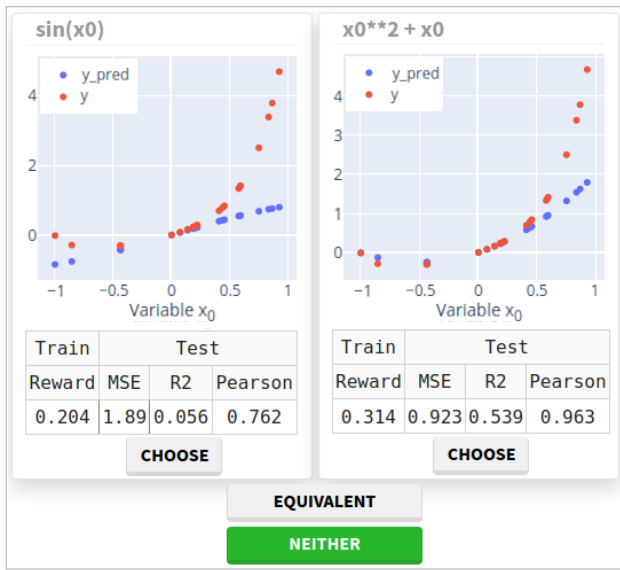 sin(x0)
y_pred
y
4
2
0
−1
−0.5
0
0.5
1
Variable x0
Train Test
Reward MSE R2 Pearson
0.204 1.89 0.056 0.762
CHOOSE
x0**2 + x0
y_pred
y
4
3
2
1
0
−1
−0.5
0
0.5
1
Variable x0
Train Test
Reward MSE R2 Pearson
0.314 0.923 0.539 0.963
CHOOSE
EQUIVALENT
NEITHER